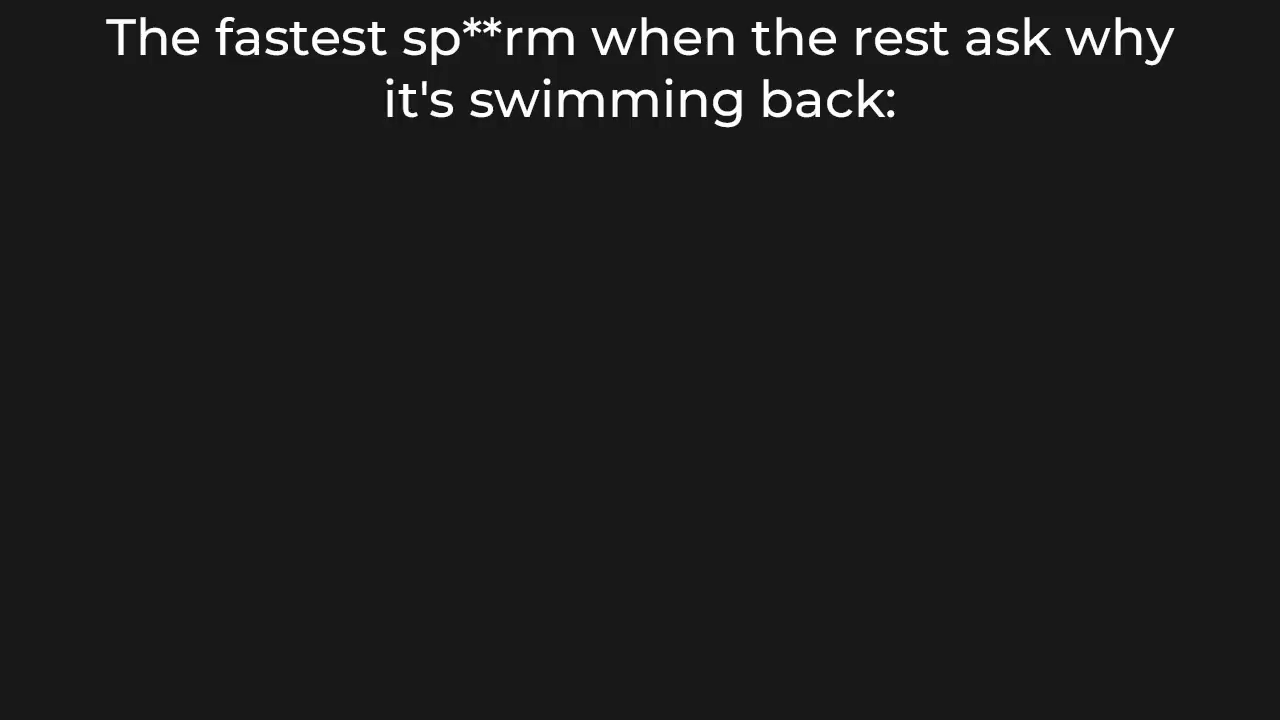 The fastest sp**rm when the rest ask why
it's swimming back: